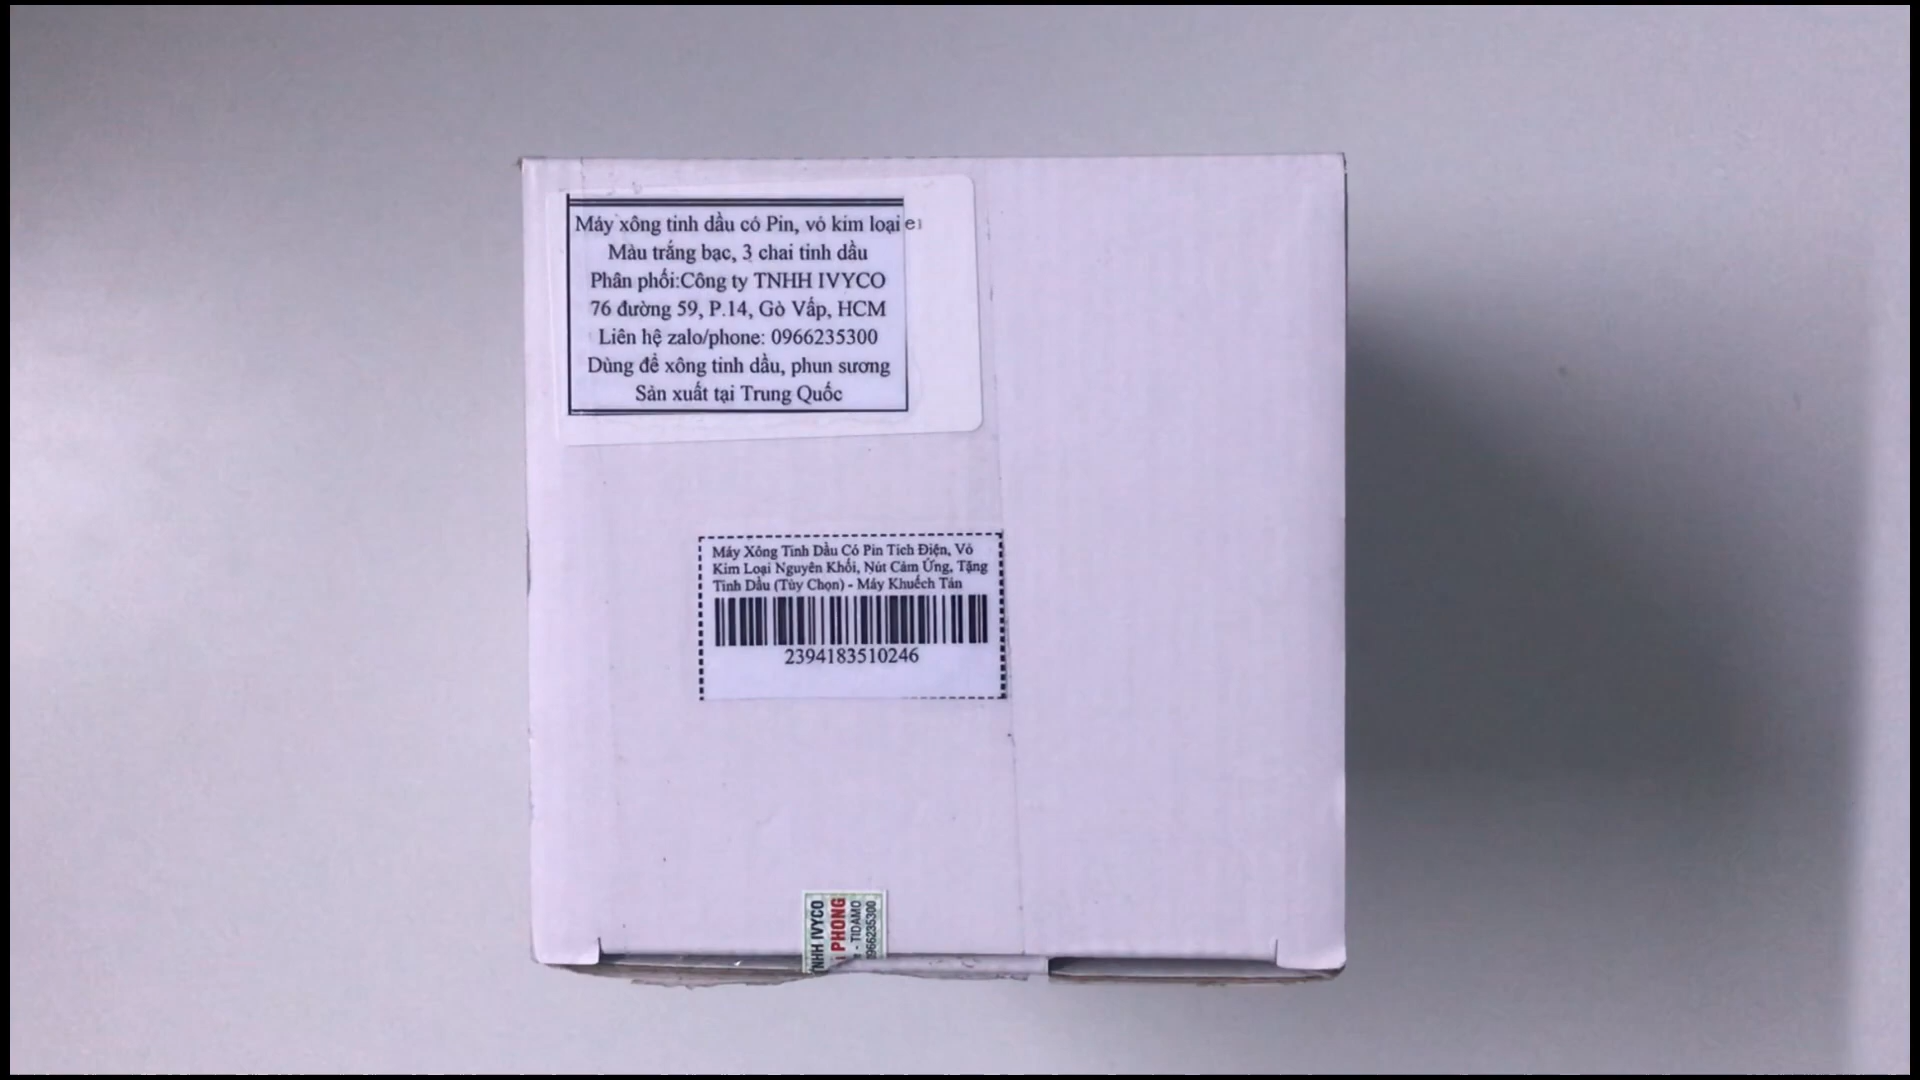 Máy xông tinh dầu có Pin, vỏ kim loại
Màu trắng bạc, 3 chai tinh dầu
Phân phối:Công ty TNHH IVYCO
76 đường 59, P.14, Gò Vấp, HCM
Liên hệ zalo/phone: 0966235300
Dùng để xông tinh dầu, phun sương
Sản xuất tại Trung Quốc
Máy Xông Tinh Dầu Có Pin Tích Điện, Vỏ
Kim Loại Nguyên Khối, Nút Cảm Ứng, Tặng
Tinh Dầu (Tùy Chọn) - Máy Khuếch Tán
2394183510246
TNHH IVYCO
PHONG
- TIDAMO
0966235300